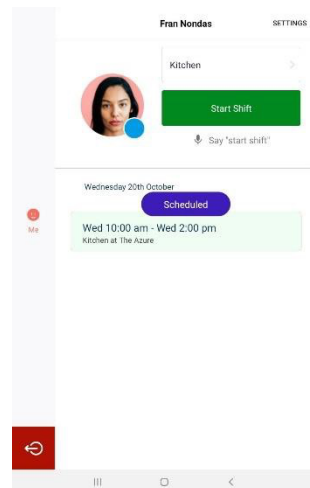 Fran Nondas
SETTINGS
Kitchen
Start Shift
Say "start shift"
Wednesday 20th October
Scheduled
Me
Wed 10:00 am - Wed 2:00 pm
Kitchen at The Azure